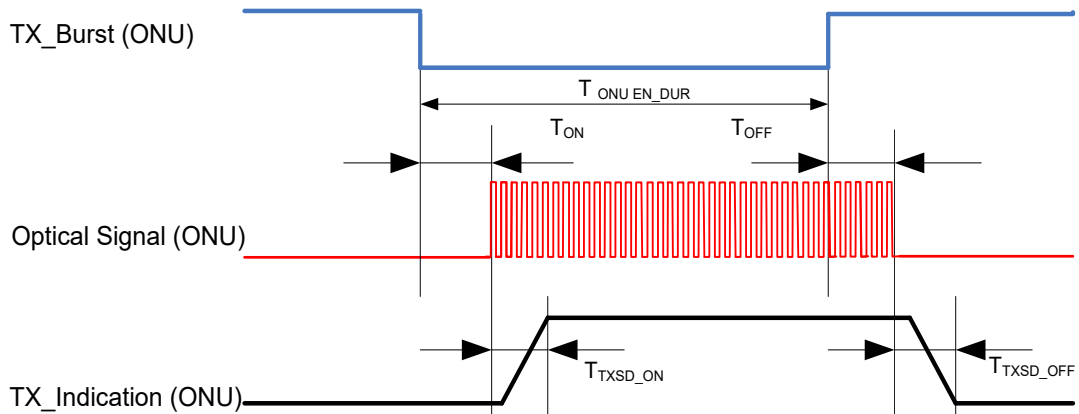 TX_Burst (ONU)
T ONU EN_DUR
TON
TOFF
Optical Signal (ONU)
TTXSD_ON
TTXSD_OFF
TX_Indication (ONU)